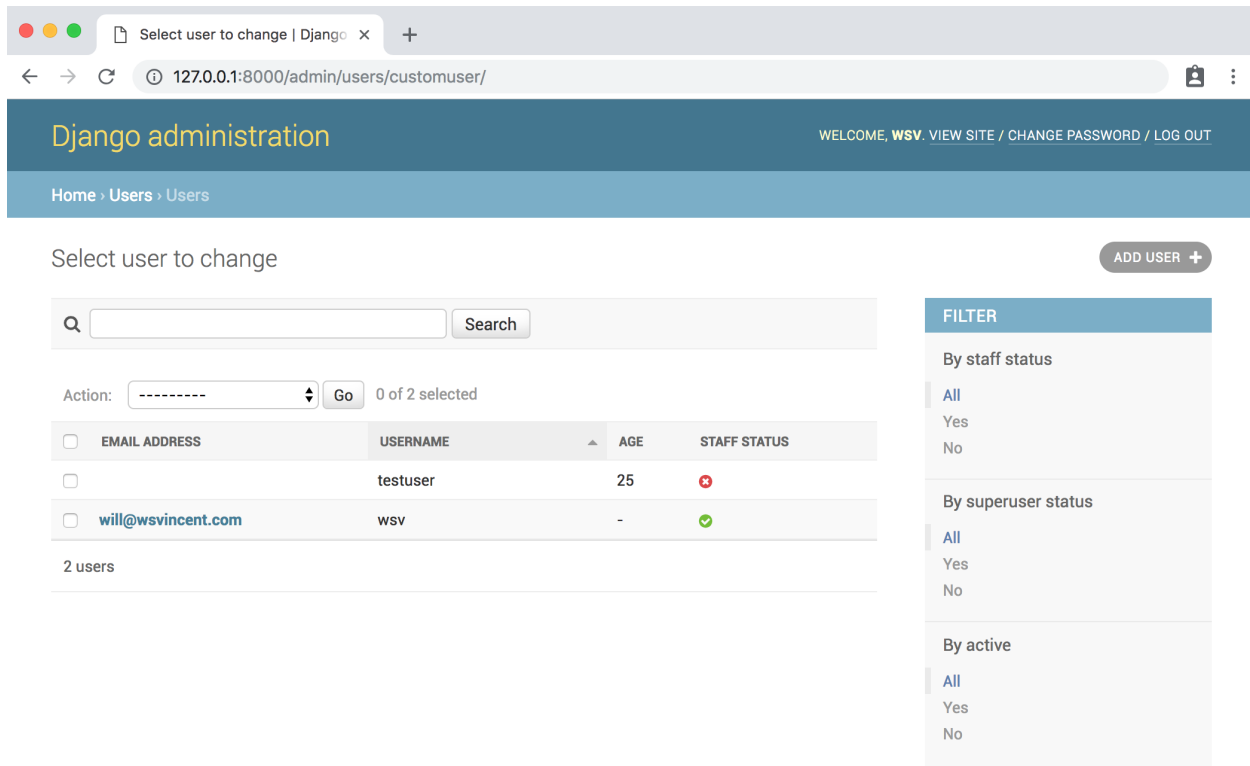 Select user to change | Django
127.0.0.1:8000/admin/users/customuser/
Django administration
WELCOME, WSV. VIEW SITE / CHANGE PASSWORD / LOG OUT
Home › Users › Users
Select user to change
ADD USER
Search
FILTER
By staff status
All
Yes
No
By superuser status
All
Yes
No
By active
All
Yes
No
Action: --------- Go 0 of 2 selected
EMAIL ADDRESS USERNAME AGE STAFF STATUS
testuser 25
will@wsvincent.com wsv -
2 users